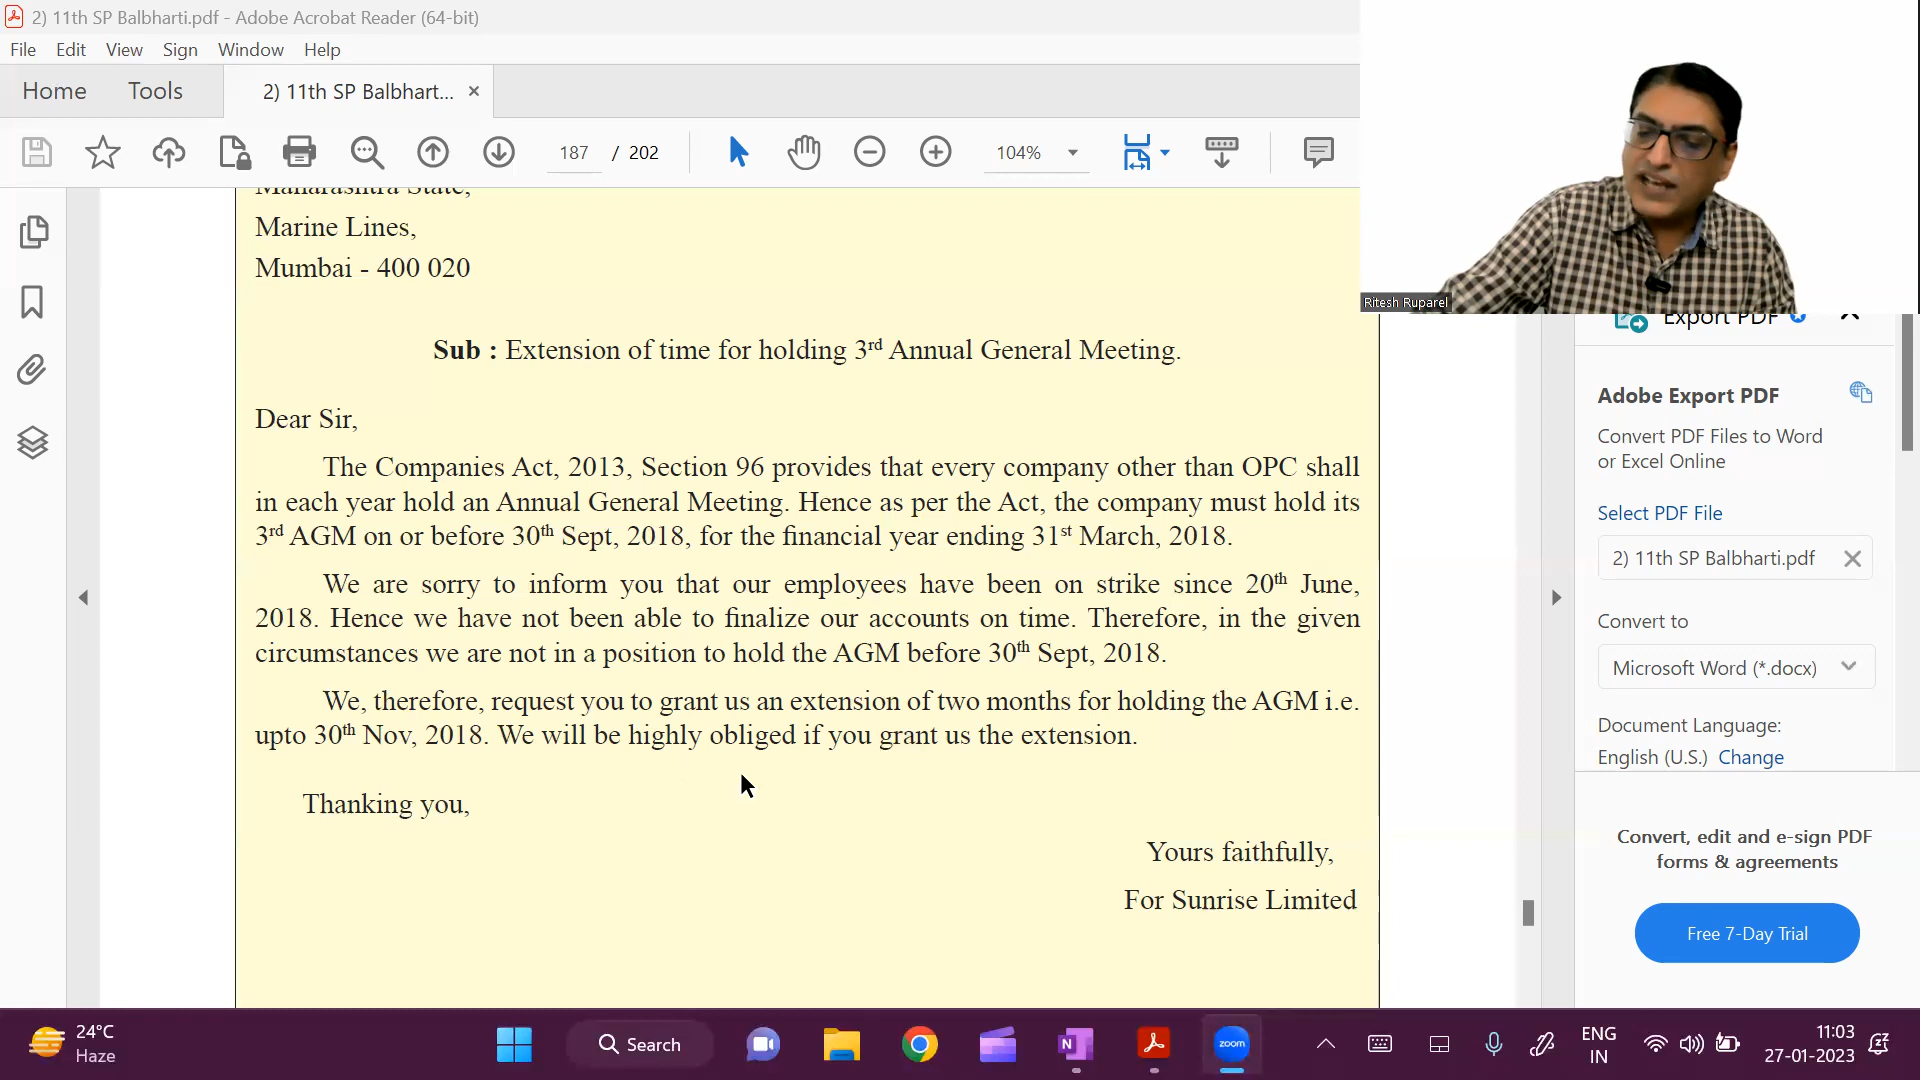 2) 11th SP Balbharti.pdf - Adobe Acrobat Reader (64-bit)
File Edit View Sign Window Help
Home Tools 2) 11th SP Balbhart...
187 / 202 104%
Maharashtra State,
Marine Lines,
Mumbai - 400 020
Sub : Extension of time for holding 3rd Annual General Meeting.
Dear Sir,
The Companies Act, 2013, Section 96 provides that every company other than OPC shall
in each year hold an Annual General Meeting. Hence as per the Act, the company must hold its
3rd AGM on or before 30th Sept, 2018, for the financial year ending 31st March, 2018.
We are sorry to inform you that our employees have been on strike since 20th June,
2018. Hence we have not been able to finalize our accounts on time. Therefore, in the given
circumstances we are not in a position to hold the AGM before 30th Sept, 2018.
We, therefore, request you to grant us an extension of two months for holding the AGM i.e.
upto 30th Nov, 2018. We will be highly obliged if you grant us the extension.
Thanking you,
Yours faithfully,
For Sunrise Limited
Ritesh Ruparel
Export PDF
Adobe Export PDF
Convert PDF Files to Word
or Excel Online
Select PDF File
2) 11th SP Balbharti.pdf
Convert to
Microsoft Word (*.docx)
Document Language:
English (U.S.) Change
Convert, edit and e-sign PDF
forms & agreements
Free 7-Day Trial
24°C
Haze
Search
zoom
ENG
IN
11:03
27-01-2023